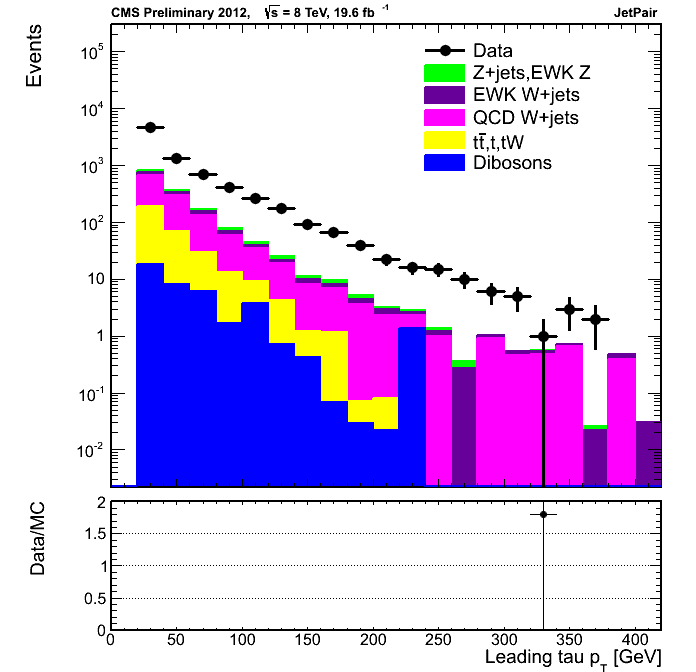 CMS Preliminary 2012, √s = 8 TeV, 19.6 fb⁻¹ JetPair
Events
10⁵
10⁴
10³
10²
10
1
10⁻¹
10⁻²
Data
Z+jets,EWK Z
EWK W+jets
QCD W+jets
tt̄,t,tW
Dibosons
Data/MC
2
1.5
1
0.5
0
0 50 100 150 200 250 300 350 400
Leading tau p_T [GeV]